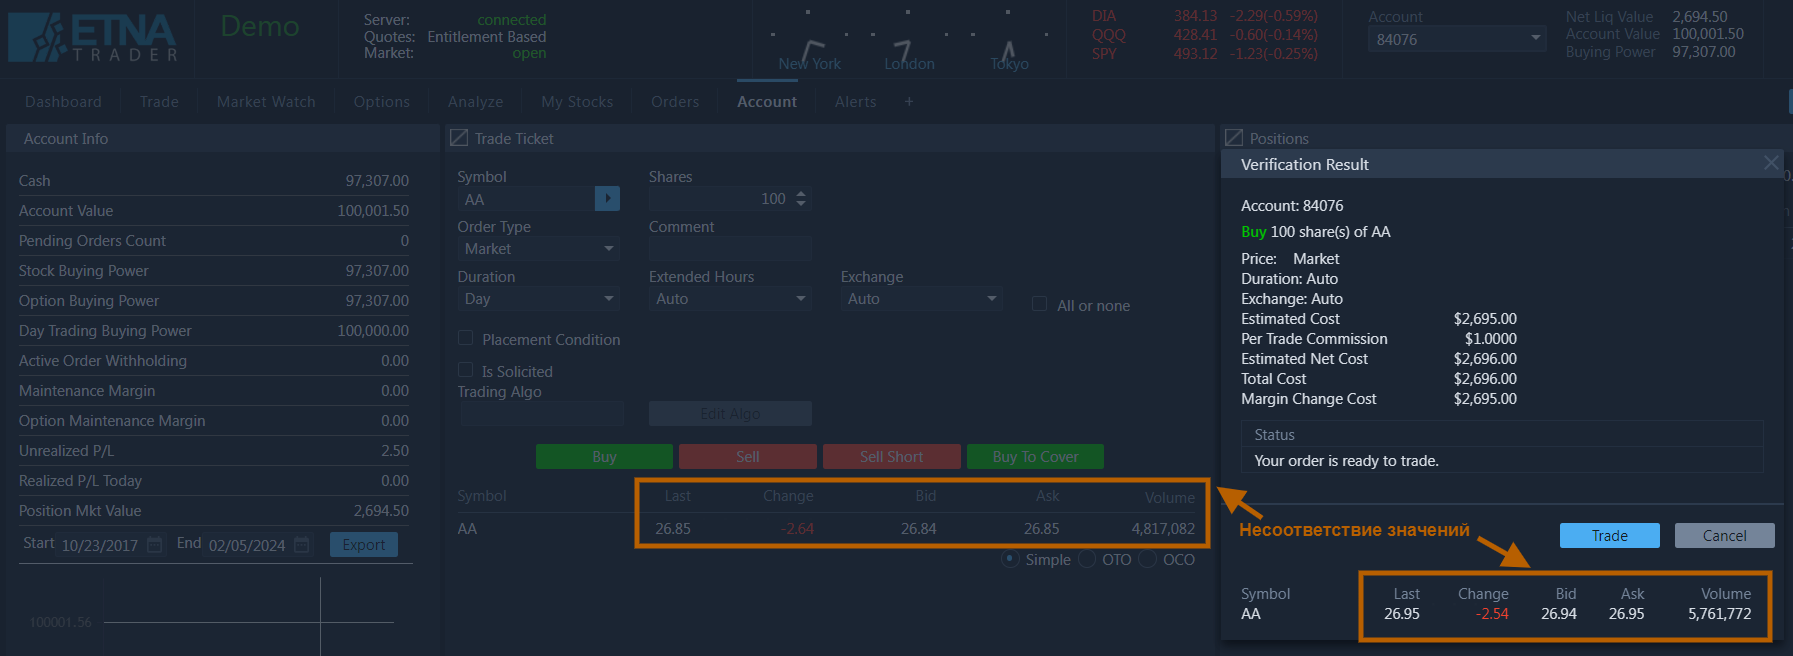 ETNA
TRADER
Demo
Server: connected
Quotes: Entitlement Based
Market: open
New York London Tokyo
DIA 384.13 -2.29(-0.59%)
QQQ 428.41 -0.60(-0.14%)
SPY 493.12 -1.23(-0.25%)
Account
84076
Net Liq Value 2,694.50
Account Value 100,001.50
Buying Power 97,307.00
Dashboard Trade Market Watch Options Analyze My Stocks Orders Account Alerts +
Account Info
Cash 97,307.00
Account Value 100,001.50
Pending Orders Count 0
Stock Buying Power 97,307.00
Option Buying Power 97,307.00
Day Trading Buying Power 100,000.00
Active Order Withholding 0.00
Maintenance Margin 0.00
Option Maintenance Margin 0.00
Unrealized P/L 2.50
Realized P/L Today 0.00
Position Mkt Value 2,694.50
Start 10/23/2017 End 02/05/2024 Export
100001.56
Trade Ticket
Symbol Shares
AA 100
Order Type Comment
Market
Duration Extended Hours Exchange
Day Auto Auto All or none
Placement Condition
Is Solicited
Trading Algo
Edit Algo
Buy Sell Sell Short Buy To Cover
Symbol Last Change Bid Ask Volume
AA 26.85 -2.64 26.84 26.85 4,817,082
Simple OTO OCO
Positions
Verification Result
Account: 84076
Buy 100 share(s) of AA
Price: Market
Duration: Auto
Exchange: Auto
Estimated Cost $2,695.00
Per Trade Commission $1.0000
Estimated Net Cost $2,696.00
Total Cost $2,696.00
Margin Change Cost $2,695.00
Status
Your order is ready to trade.
Несоответствие значений
Trade Cancel
Symbol Last Change Bid Ask Volume
AA 26.95 -2.54 26.94 26.95 5,761,772